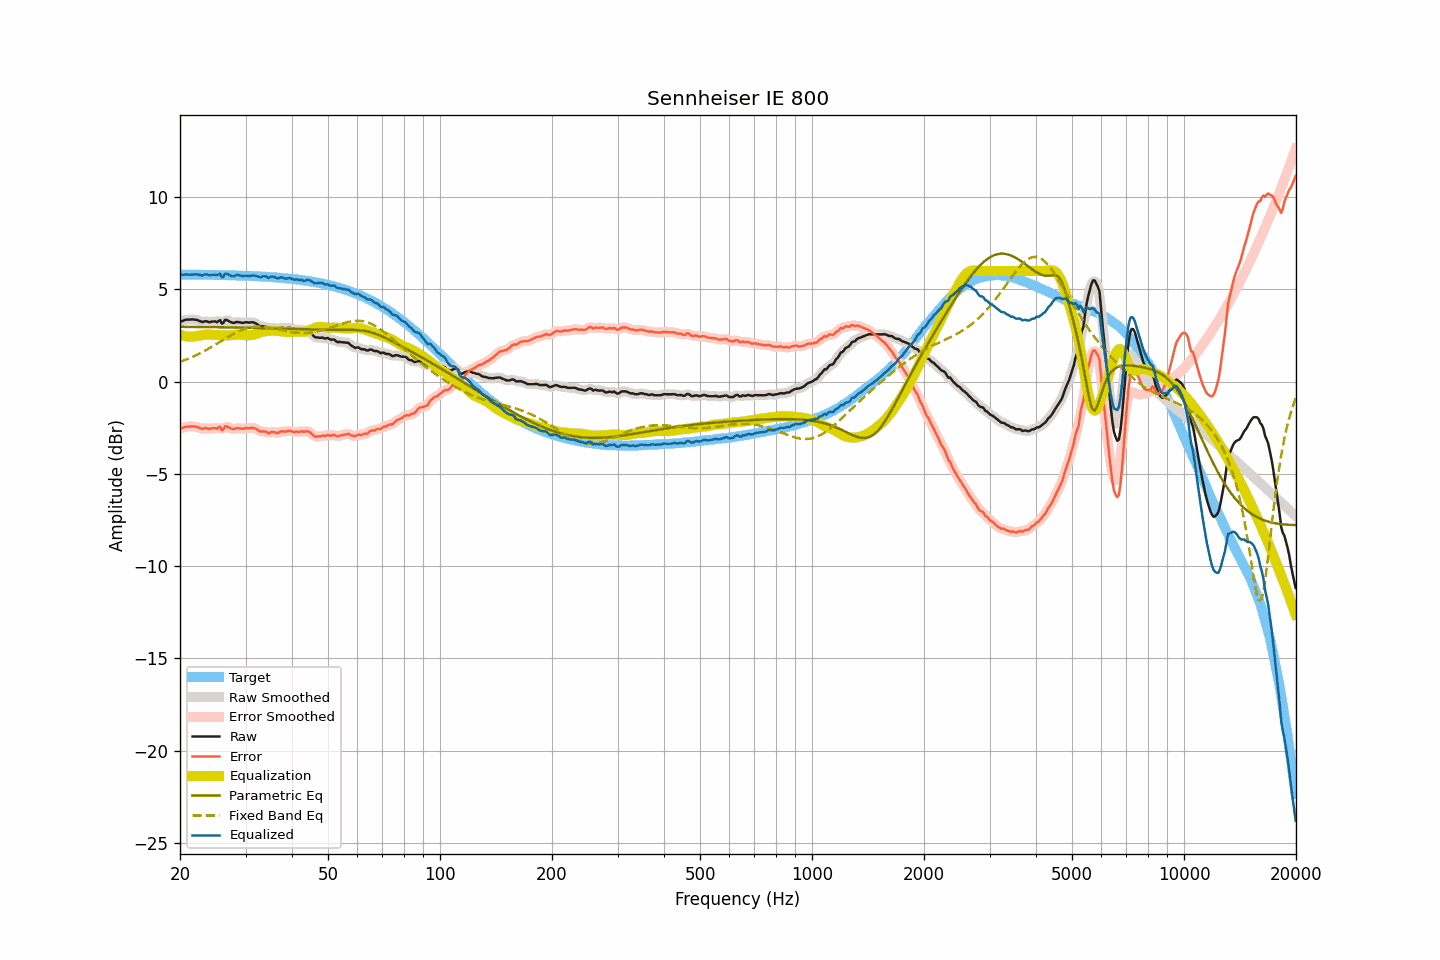 Sennheiser IE 800
Amplitude (dBr)
10
5
0
−5
−10
−15
−20
−25
Target
Raw Smoothed
Error Smoothed
Raw
Error
Equalization
Parametric Eq
Fixed Band Eq
Equalized
20 50 100 200 500 1000 2000 5000 10000 20000
Frequency (Hz)